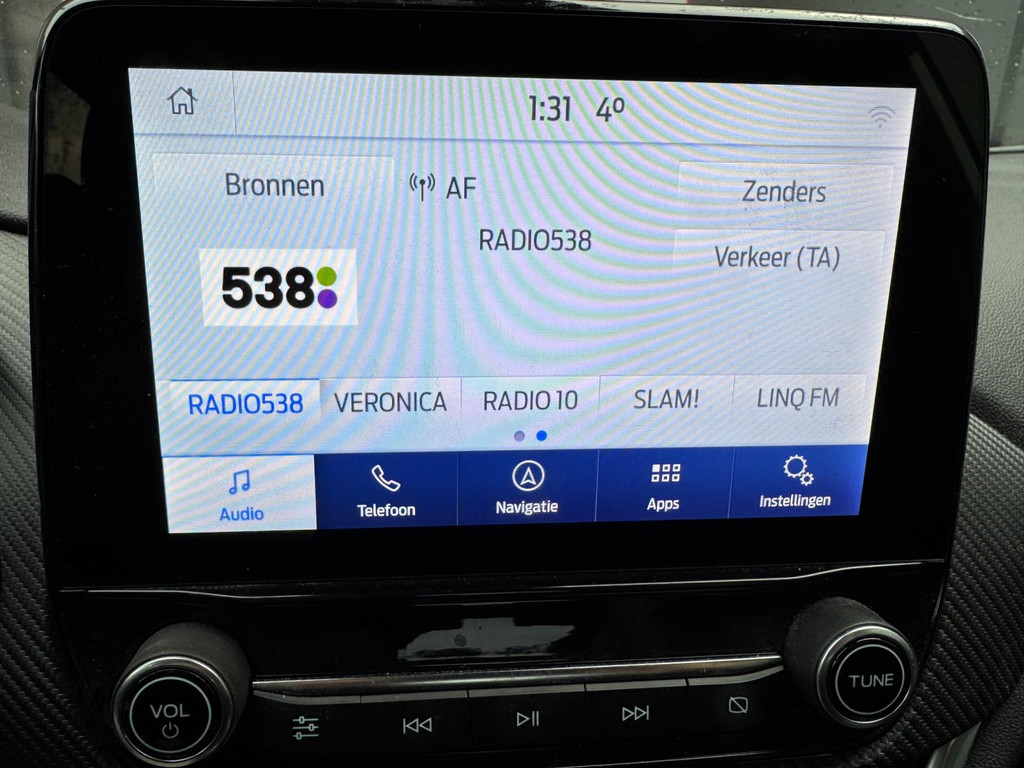 1:31 4º
Bronnen
AF
Zenders
RADIO538
Verkeer (TA)
538
RADIO538 VERONICA RADIO 10 SLAM! LINQ FM
Audio Telefoon Navigatie Apps Instellingen
VOL
TUNE